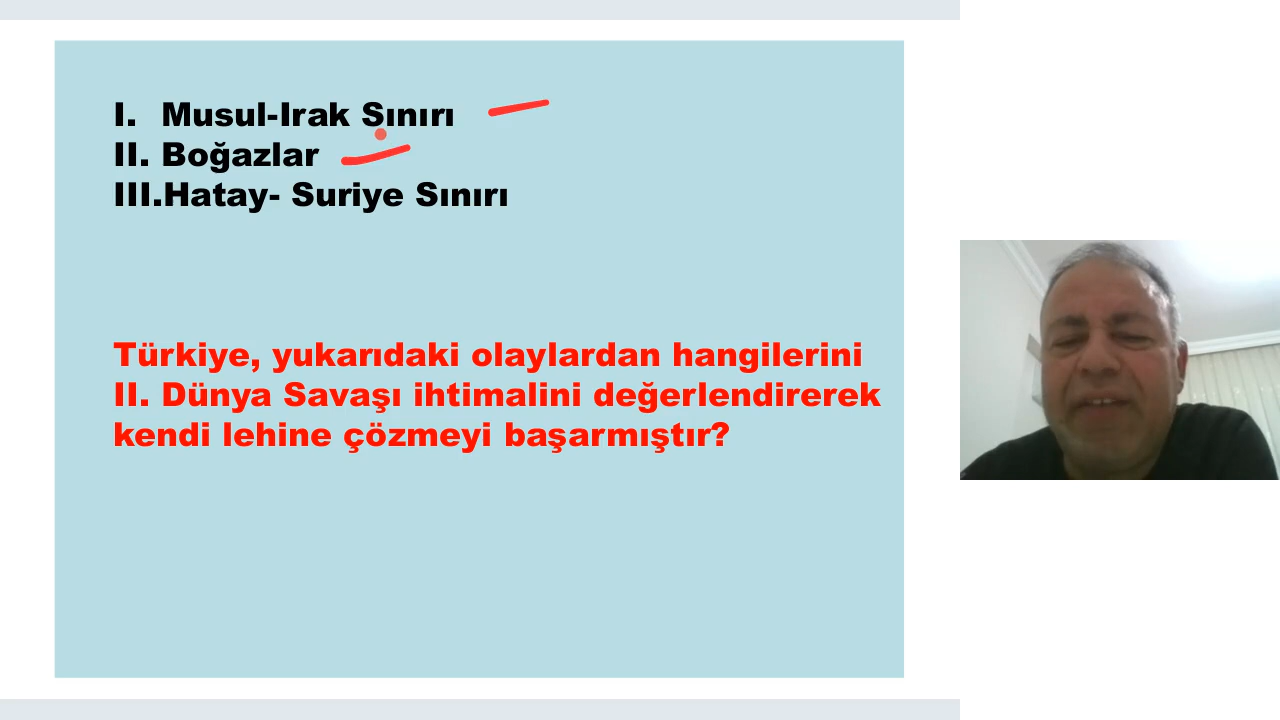 I. Musul-Irak Sınırı
II. Boğazlar
III.Hatay- Suriye Sınırı
Türkiye, yukarıdaki olaylardan hangilerini
II. Dünya Savaşı ihtimalini değerlendirerek
kendi lehine çözmeyi başarmıştır?